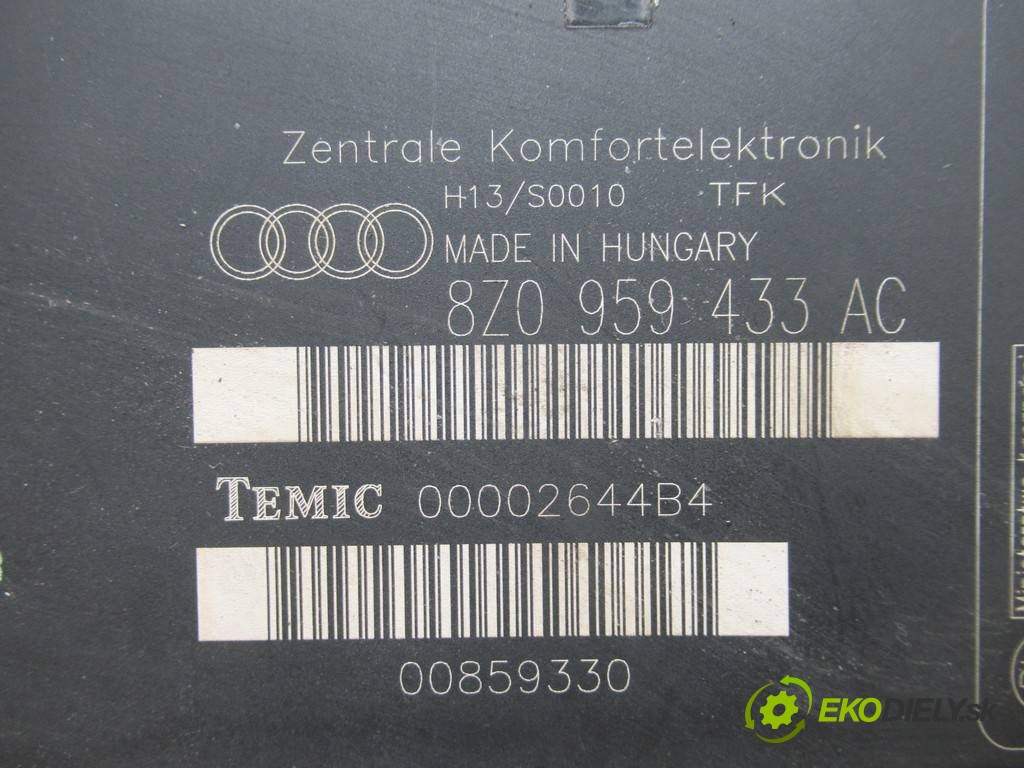 Zentrale Komfortelektronik
H13/S0010 TFK
MADE IN HUNGARY
8Z0 959 433 AC
TEMIC 00002644B4
00859330
EKODIELY.sk